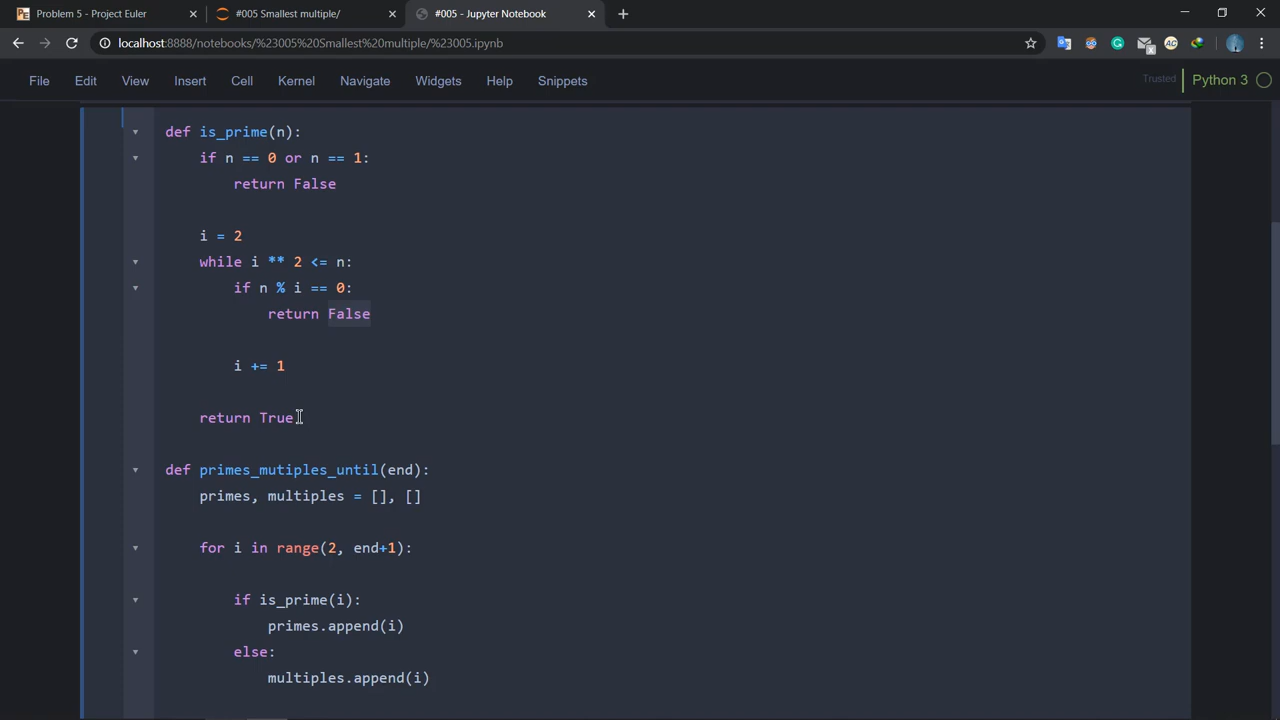 Problem 5 - Project Euler
#005 Smallest multiple/
#005 - Jupyter Notebook
localhost:8888/notebooks/%23005%20Smallest%20multiple/%23005.ipynb
File Edit View Insert Cell Kernel Navigate Widgets Help Snippets Trusted Python 3
def is_prime(n):
if n == 0 or n == 1:
return False
i = 2
while i ** 2 <= n:
if n % i == 0:
return False
i += 1
return True
def primes_mutiples_until(end):
primes, multiples = [], []
for i in range(2, end+1):
if is_prime(i):
primes.append(i)
else:
multiples.append(i)